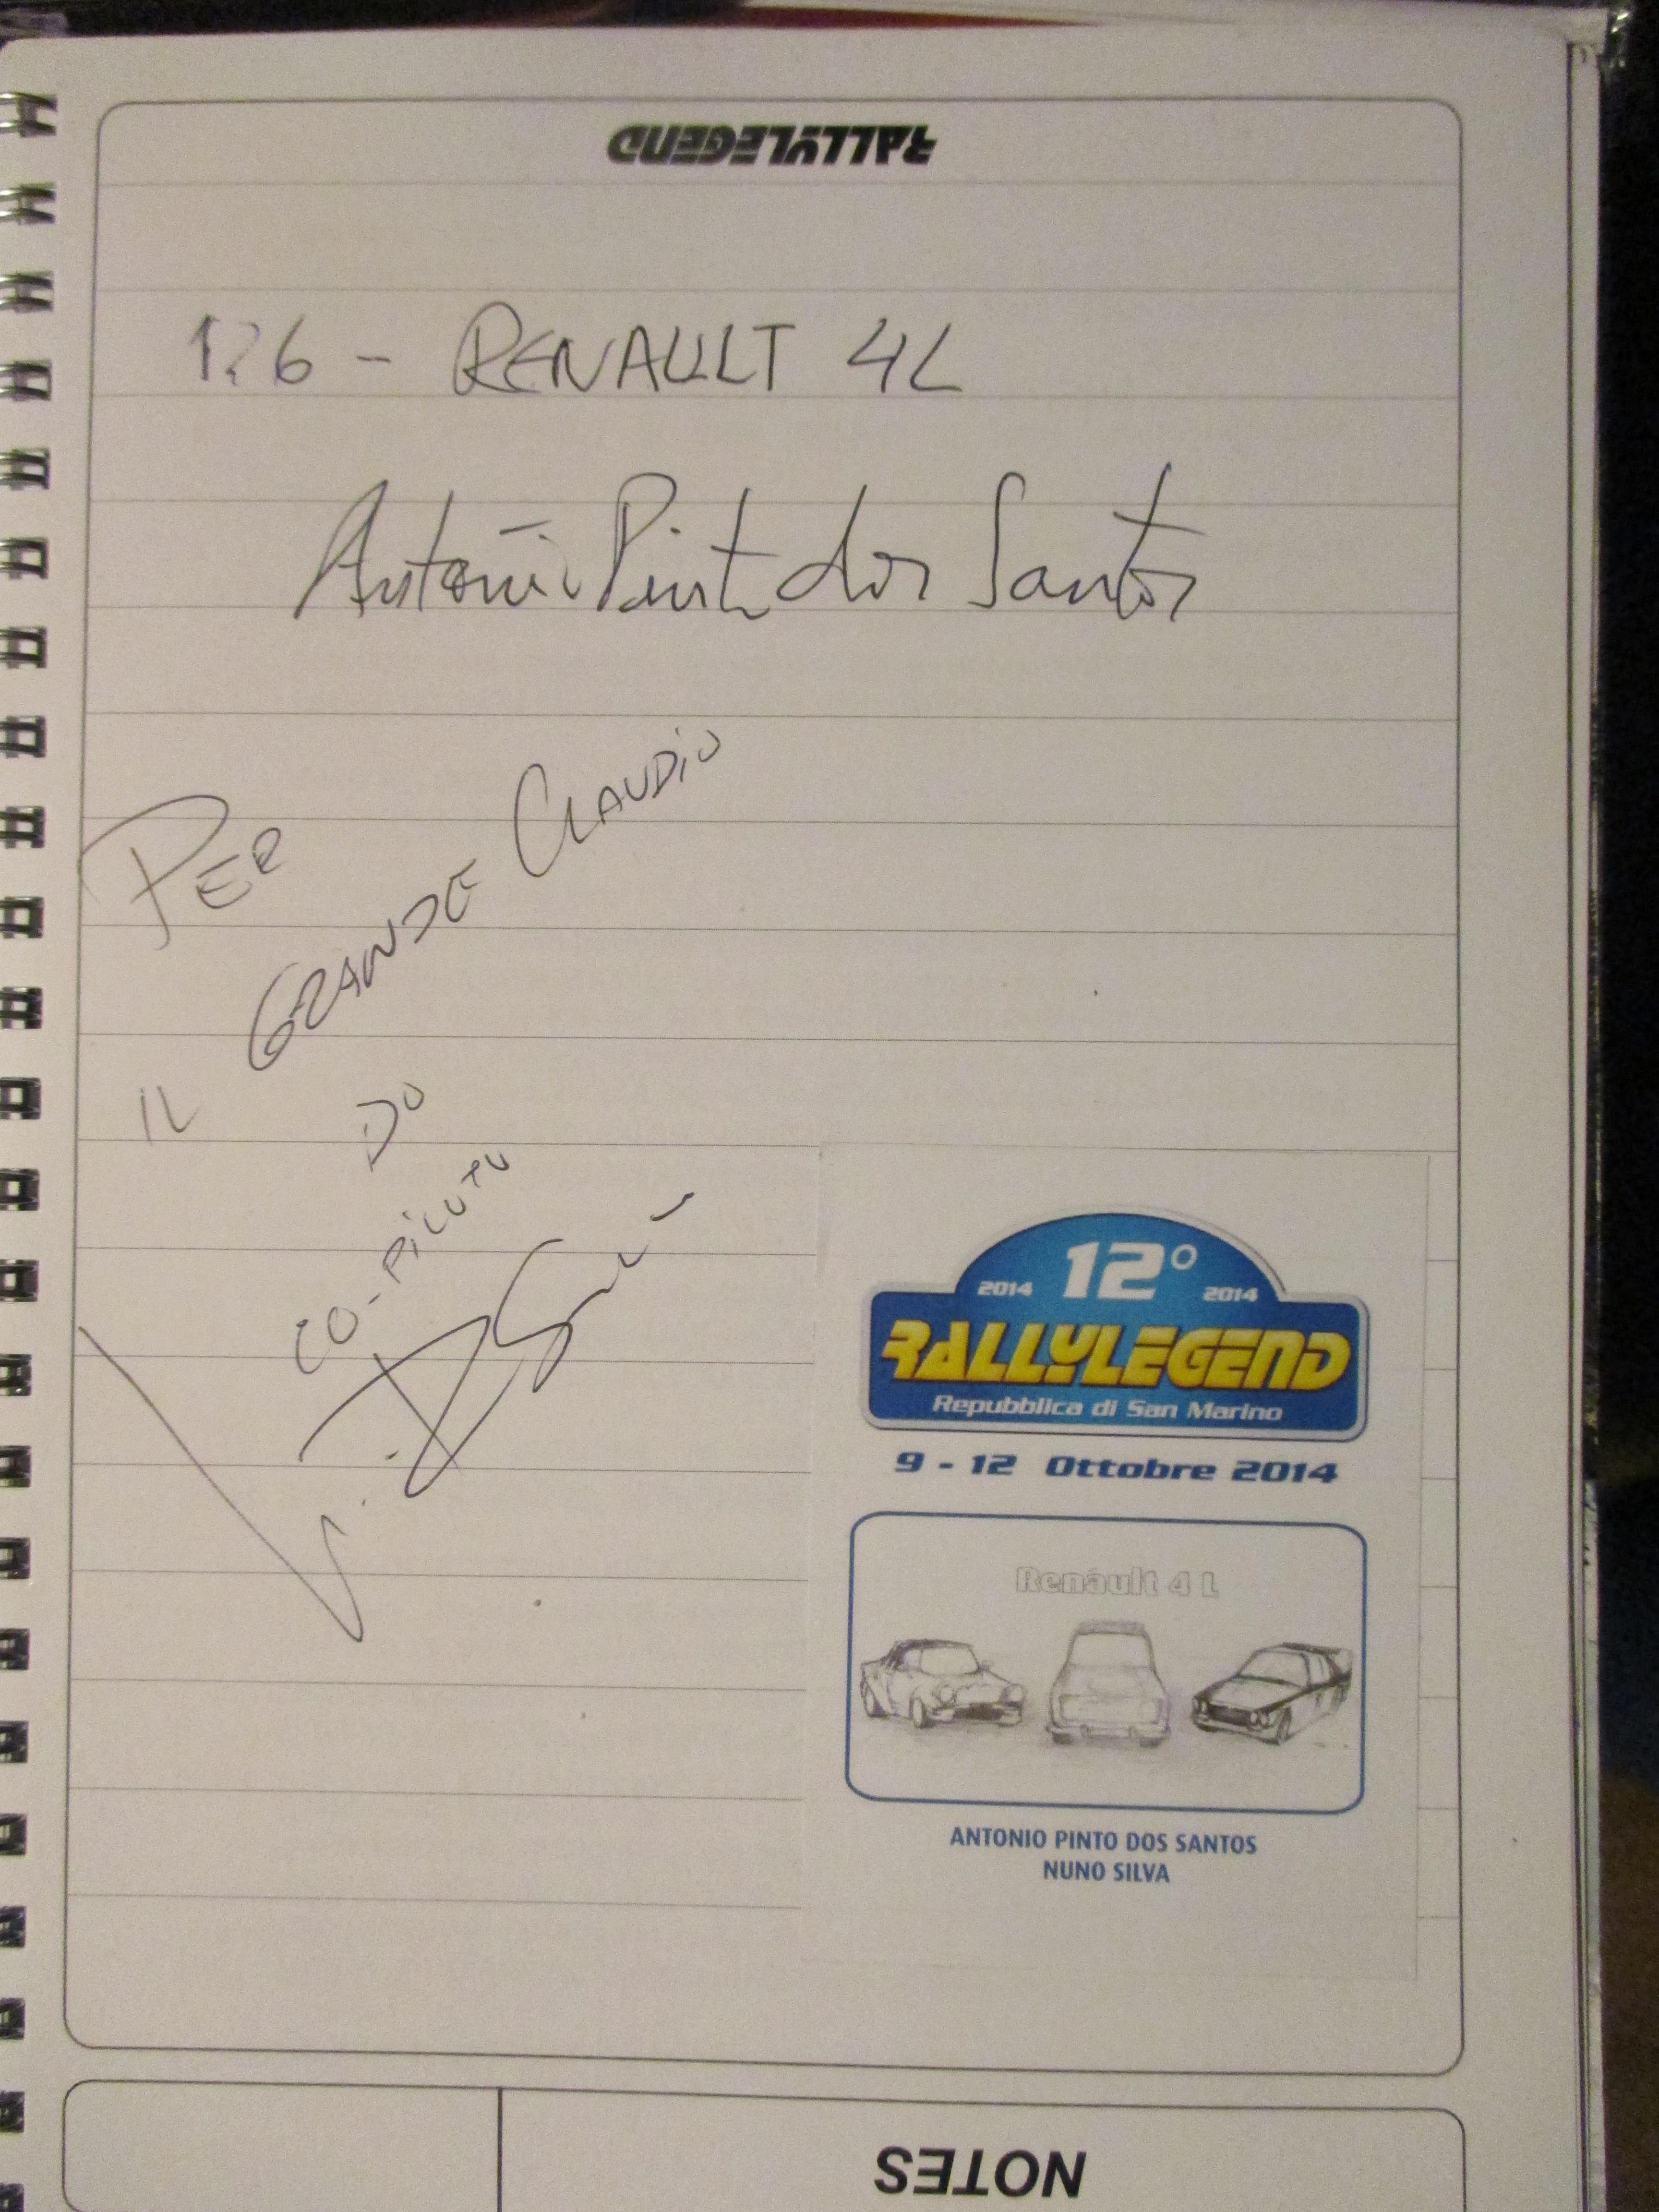 RALLYLEGEND
126 - RENAULT 4L
Antonio Pinto dos Santos
PER
IL GRANDE CLAUDIO
DO
CO-PILOTO
12°
2014 2014
RALLYLEGEND
Repubblica di San Marino
9 - 12 Ottobre 2014
Renault 4 L
ANTONIO PINTO DOS SANTOS
NUNO SILVA
NOTES